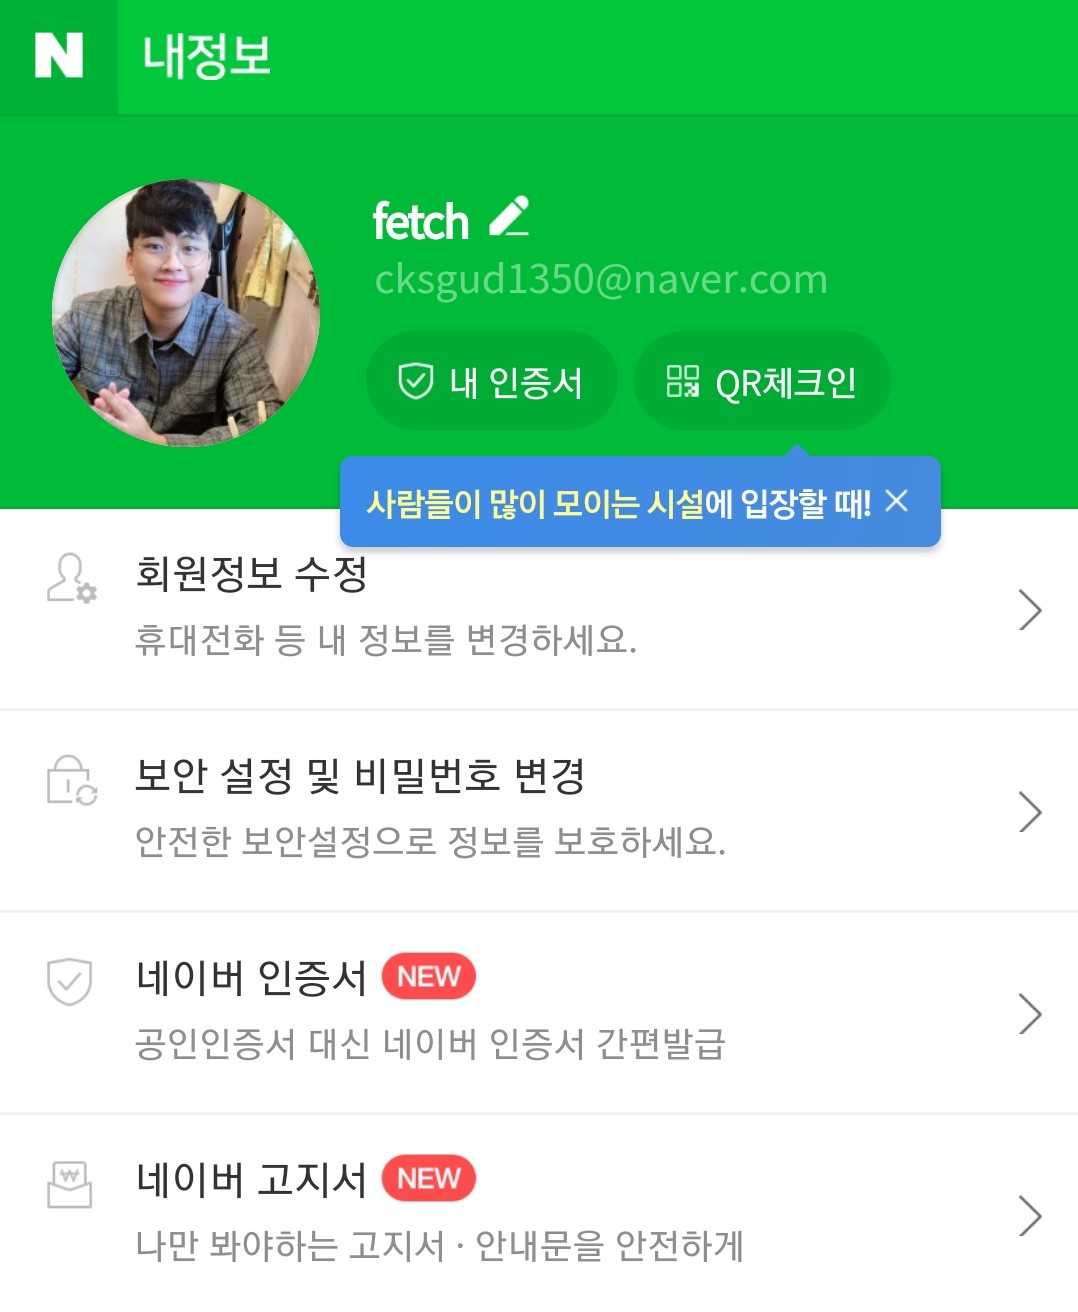 N 내정보
fetch
cksgud1350@naver.com
내 인증서 QR체크인
사람들이 많이 모이는 시설에 입장할 때!
회원정보 수정
휴대전화 등 내 정보를 변경하세요.
보안 설정 및 비밀번호 변경
안전한 보안설정으로 정보를 보호하세요.
네이버 인증서 NEW
공인인증서 대신 네이버 인증서 간편발급
네이버 고지서 NEW
나만 봐야하는 고지서 · 안내문을 안전하게